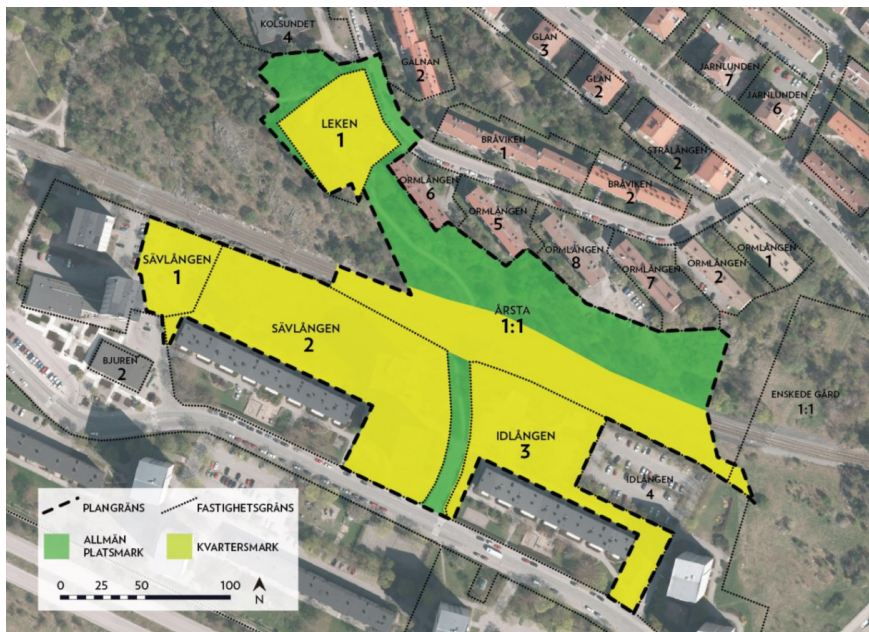 KOLSUNDET
4
GALNAN
2
GLAN
3
GLAN
2
JÄRNLUNDEN
7
JÄRNLUNDEN
6
LEKEN
1
BRÅVIKEN
1
STRÅLÅNGEN
2
BRÅVIKEN
2
ORMLÅNGEN
6
ORMLÅNGEN
5
ORMLÅNGEN
8
ORMLÅNGEN
7
ORMLÅNGEN
2
ORMLÅNGEN
1
SÄVLÅNGEN
1
SÄVLÅNGEN
2
ÅRSTA
1:1
BJUREN
2
ENSKEDE GÅRD
1:1
IDLÅNGEN
3
IDLÅNGEN
4
PLANGRÄNS
FASTIGHETSGRÄNS
ALLMÄN
PLATSMARK
KVARTERSMARK
0 25 50 100
N